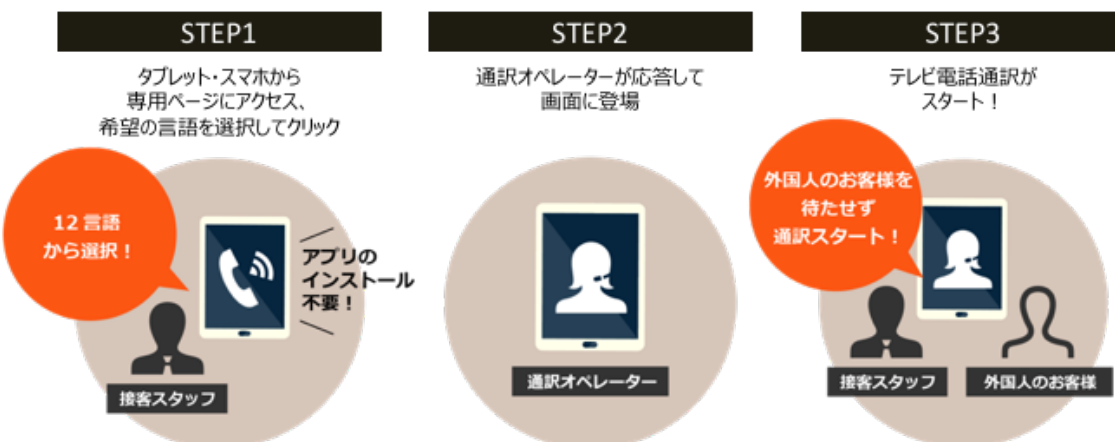 STEP1
タブレット・スマホから
専用ページにアクセス、
希望の言語を選択してクリック
12言語
から選択！
アプリの
インストール
不要！
接客スタッフ
STEP2
通訳オペレーターが応答して
画面に登場
通訳オペレーター
STEP3
テレビ電話通訳が
スタート！
外国人のお客様を
待たせず
通訳スタート！
接客スタッフ
外国人のお客様